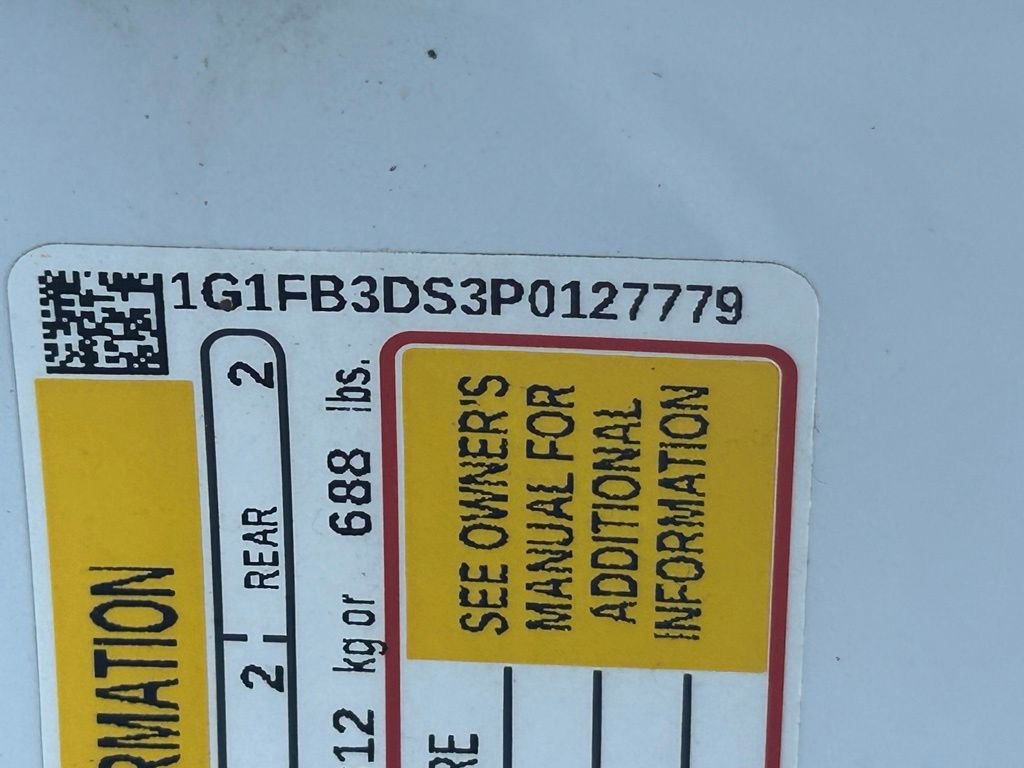 1G1FB3DS3P0127779
RMATION
2 REAR 2
12 kg or 688 lbs.
SEE OWNER'S
MANUAL FOR
ADDITIONAL
INFORMATION
RE